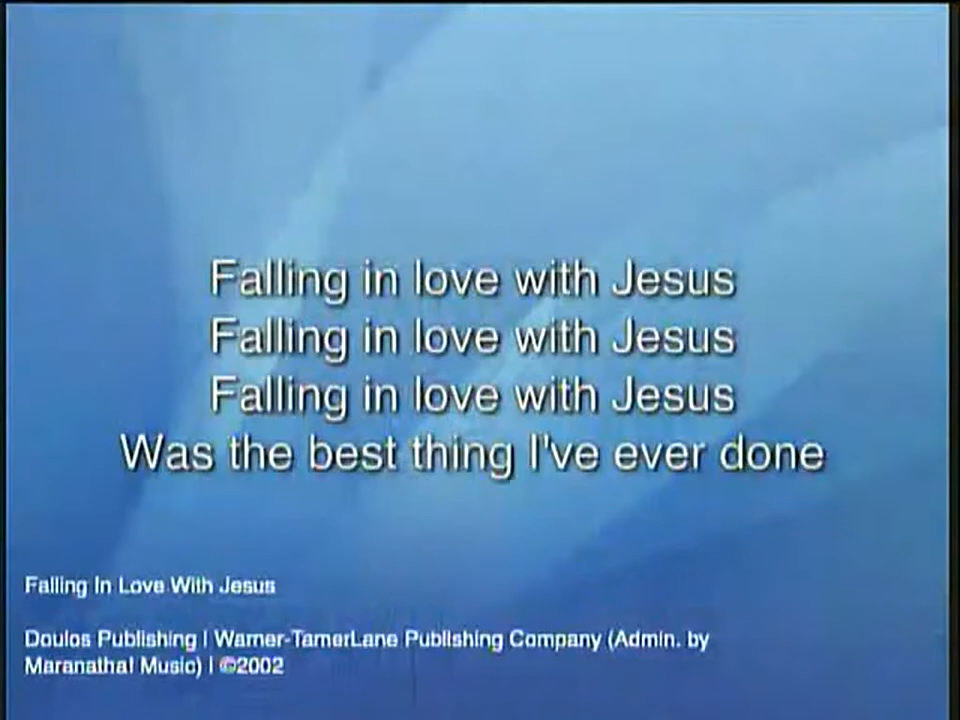 Falling in love with Jesus
Falling in love with Jesus
Falling in love with Jesus
Was the best thing I've ever done
Falling In Love With Jesus
Doulos Publishing | Warner-TamerLane Publishing Company (Admin. by
Maranatha! Music) | ©2002